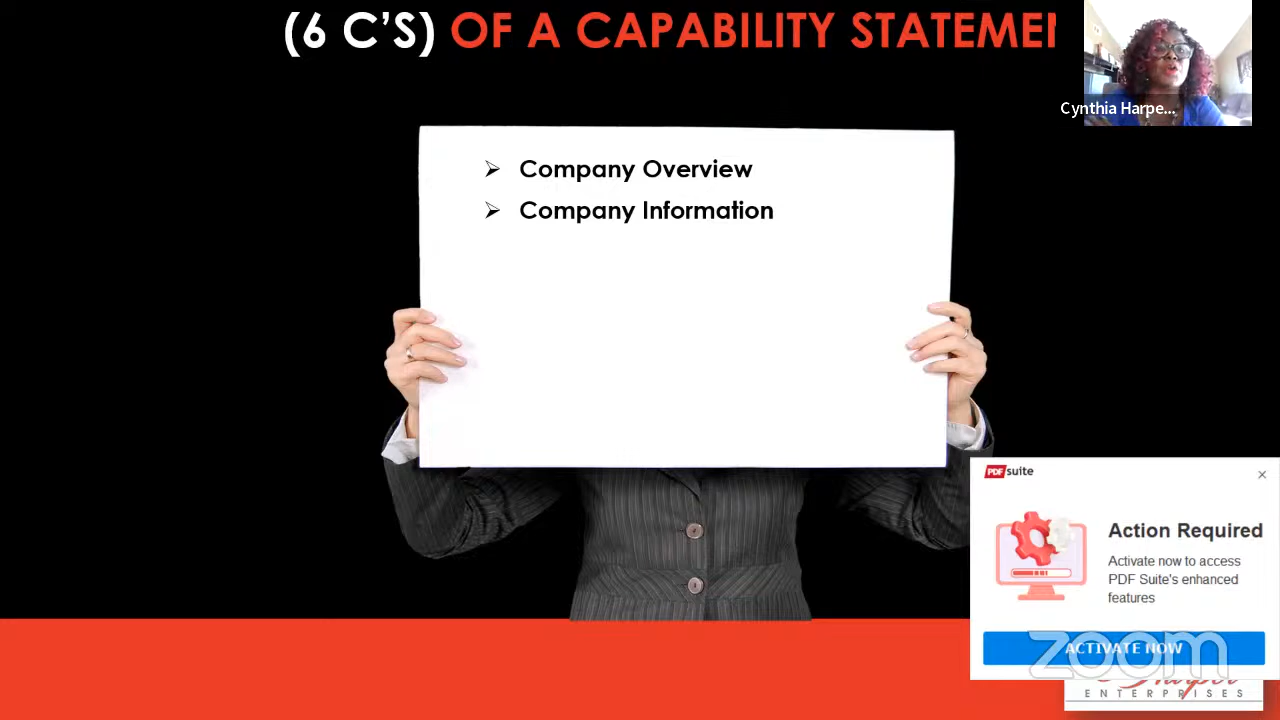 (6 C'S) OF A CAPABILITY STATEMEN
Cynthia Harpe...
➢ Company Overview
➢ Company Information
PDF suite
Action Required
Activate now to access
PDF Suite's enhanced
features
ACTIVATE NOW
zoom
ENTERPRISES